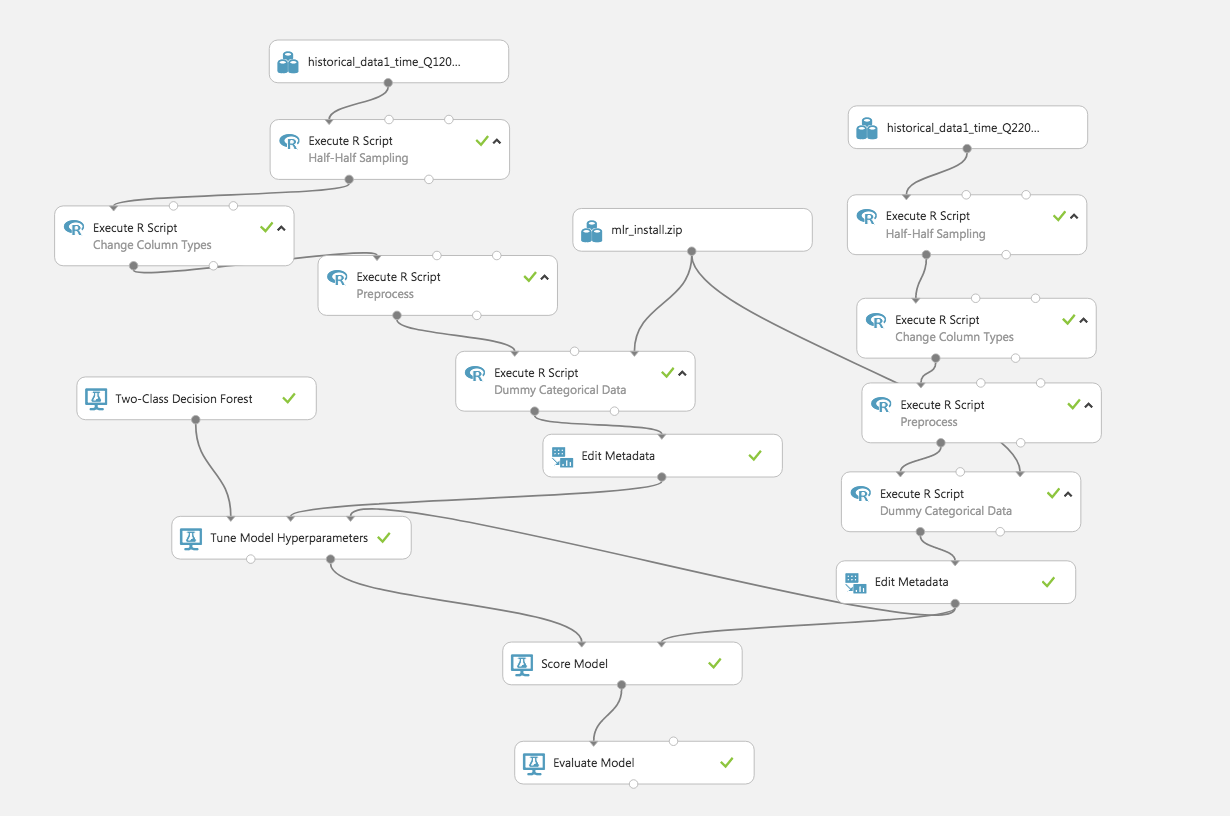 historical_data1_time_Q120...
Execute R Script
Half-Half Sampling
Execute R Script
Change Column Types
Execute R Script
Preprocess
mlr_install.zip
Execute R Script
Dummy Categorical Data
Two-Class Decision Forest
Edit Metadata
Tune Model Hyperparameters
historical_data1_time_Q220...
Execute R Script
Half-Half Sampling
Execute R Script
Change Column Types
Execute R Script
Preprocess
Execute R Script
Dummy Categorical Data
Edit Metadata
Score Model
Evaluate Model